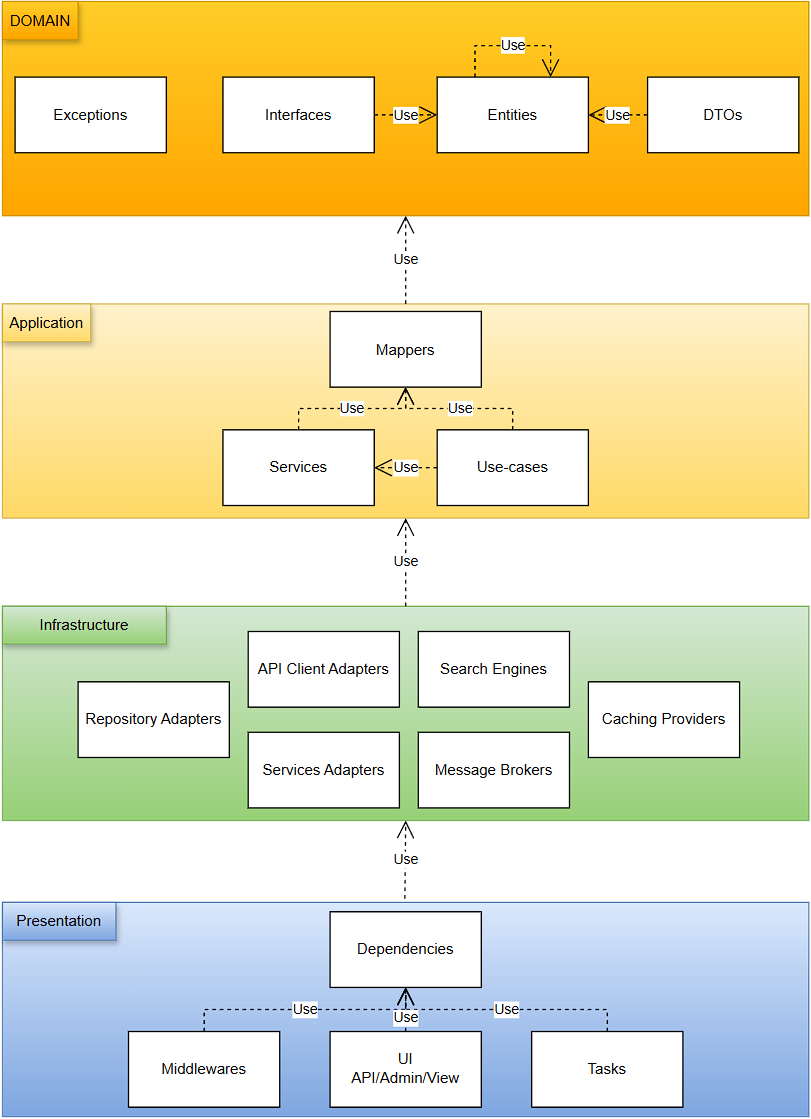 DOMAIN
Use
Exceptions
Interfaces
Use
Entities
Use
DTOs
Use
Application
Mappers
Use
Use
Services
Use
Use-cases
Use
Infrastructure
API Client Adapters
Search Engines
Repository Adapters
Caching Providers
Services Adapters
Message Brokers
Use
Presentation
Dependencies
Use
Use
Use
Middlewares
UI
API/Admin/View
Tasks